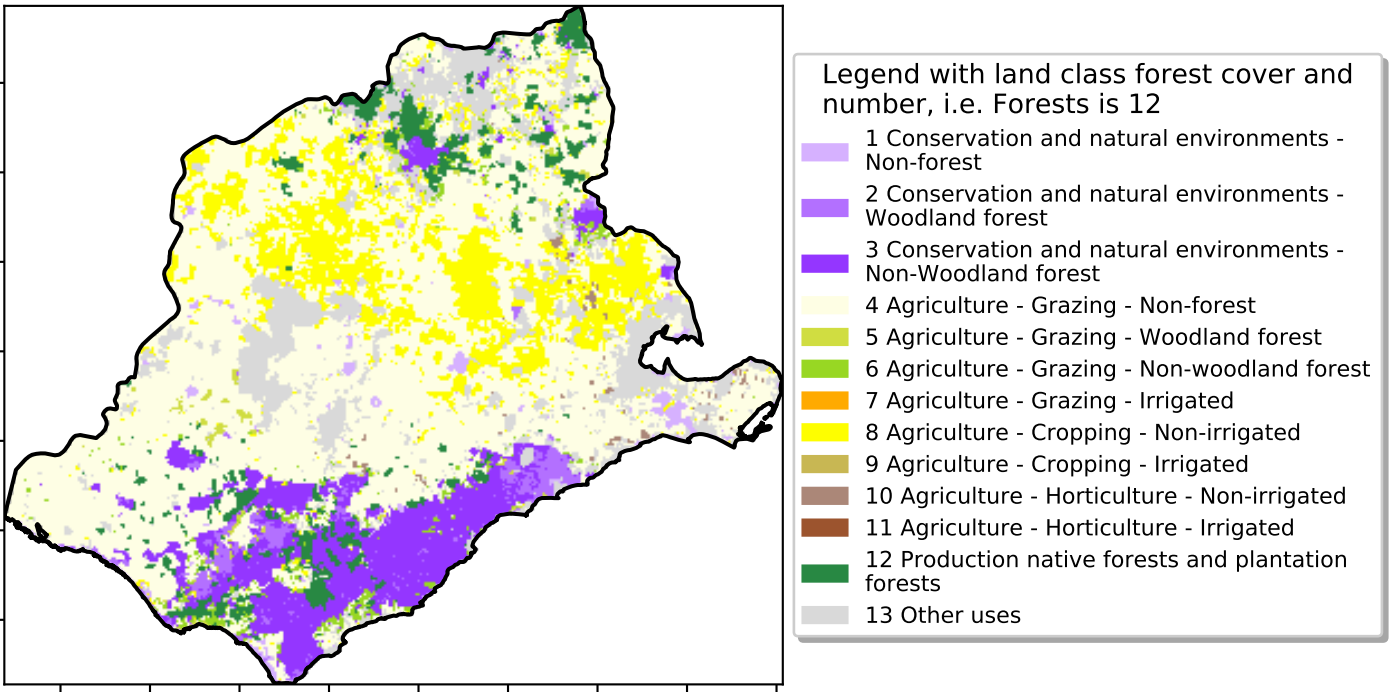 Legend with land class forest cover and
number, i.e. Forests is 12
1 Conservation and natural environments -
Non-forest
2 Conservation and natural environments -
Woodland forest
3 Conservation and natural environments -
Non-Woodland forest
4 Agriculture - Grazing - Non-forest
5 Agriculture - Grazing - Woodland forest
6 Agriculture - Grazing - Non-woodland forest
7 Agriculture - Grazing - Irrigated
8 Agriculture - Cropping - Non-irrigated
9 Agriculture - Cropping - Irrigated
10 Agriculture - Horticulture - Non-irrigated
11 Agriculture - Horticulture - Irrigated
12 Production native forests and plantation
forests
13 Other uses